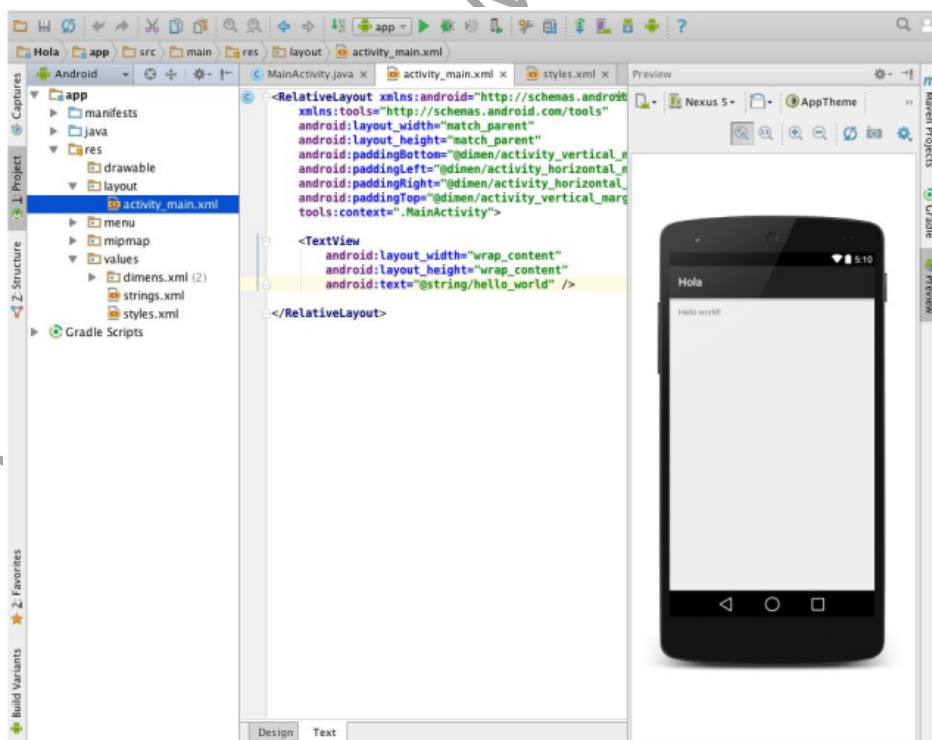 app
Hola
app
src
main
res
layout
activity_main.xml
Captures
1: Project
Z: Structure
2: Favorites
Build Variants
Android
app
manifests
java
res
drawable
layout
activity_main.xml
menu
mipmap
values
dimens.xml (2)
strings.xml
styles.xml
Gradle Scripts
MainActivity.java ×
activity_main.xml ×
styles.xml ×
<RelativeLayout xmlns:android="http://schemas.android
xmlns:tools="http://schemas.android.com/tools"
android:layout_width="match_parent"
android:layout_height="match_parent"
android:paddingBottom="@dimen/activity_vertical_m
android:paddingLeft="@dimen/activity_horizontal_m
android:paddingRight="@dimen/activity_horizontal_
android:paddingTop="@dimen/activity_vertical_marg
tools:context=".MainActivity">
<TextView
android:layout_width="wrap_content"
android:layout_height="wrap_content"
android:text="@string/hello_world" />
</RelativeLayout>
Design
Text
Preview
Nexus 5
AppTheme
5:10
Hola
Hello world!
Maven Projects
Gradle
Preview